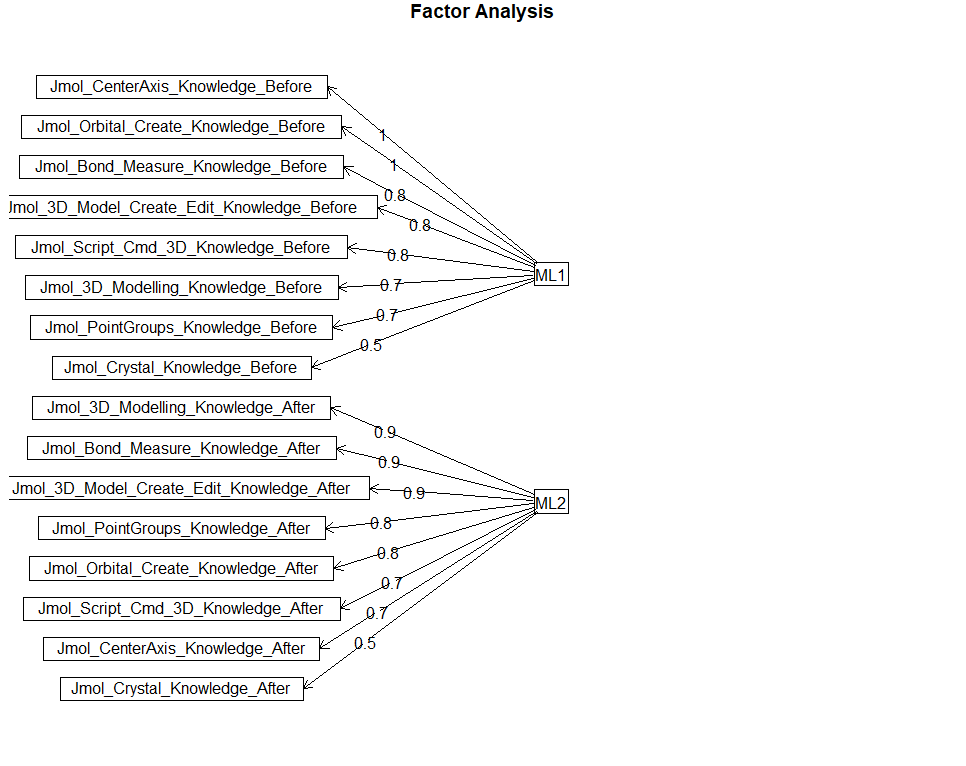 Factor Analysis
Jmol_CenterAxis_Knowledge_Before
1
Jmol_Orbital_Create_Knowledge_Before
1
Jmol_Bond_Measure_Knowledge_Before
0.8
Jmol_3D_Model_Create_Edit_Knowledge_Before
0.8
Jmol_Script_Cmd_3D_Knowledge_Before
0.8
ML1
Jmol_3D_Modelling_Knowledge_Before
0.7
Jmol_PointGroups_Knowledge_Before
0.7
Jmol_Crystal_Knowledge_Before
0.5
Jmol_3D_Modelling_Knowledge_After
0.9
Jmol_Bond_Measure_Knowledge_After
0.9
Jmol_3D_Model_Create_Edit_Knowledge_After
0.9
ML2
Jmol_PointGroups_Knowledge_After
0.8
Jmol_Orbital_Create_Knowledge_After
0.8
Jmol_Script_Cmd_3D_Knowledge_After
0.7
Jmol_CenterAxis_Knowledge_After
0.7
Jmol_Crystal_Knowledge_After
0.5